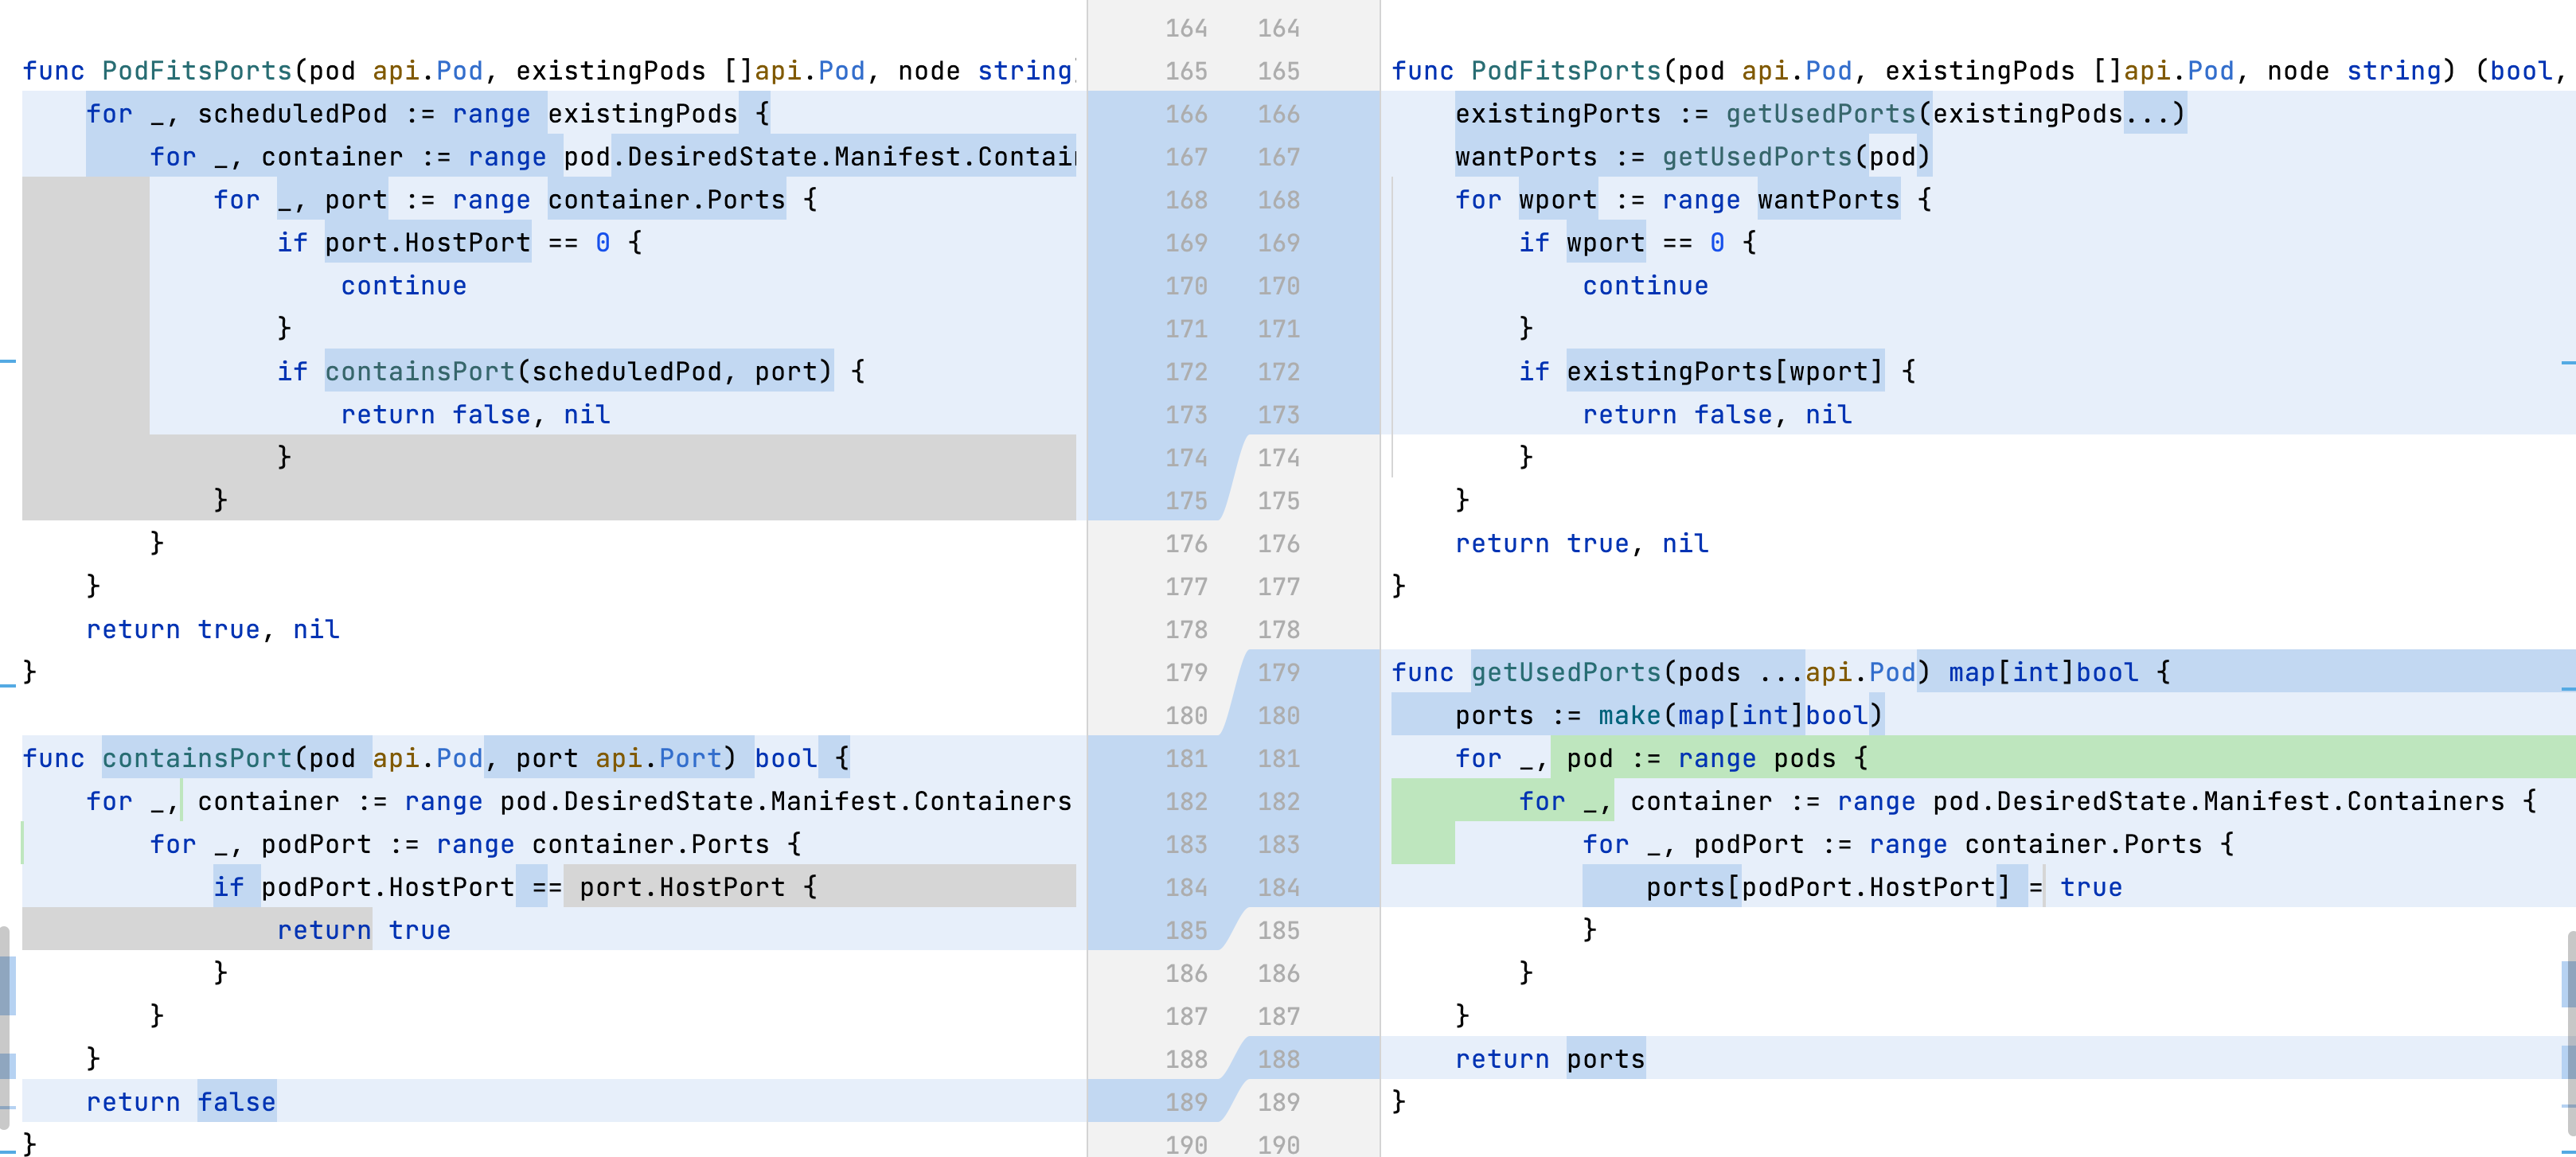 func PodFitsPorts(pod api.Pod, existingPods []api.Pod, node string
    for _, scheduledPod := range existingPods {
        for _, container := range pod.DesiredState.Manifest.Contai
            for _, port := range container.Ports {
                if port.HostPort == 0 {
                    continue
                }
                if containsPort(scheduledPod, port) {
                    return false, nil
                }
            }
        }
    }
    return true, nil
}
func containsPort(pod api.Pod, port api.Port) bool {
    for _, container := range pod.DesiredState.Manifest.Containers
        for _, podPort := range container.Ports {
            if podPort.HostPort == port.HostPort {
                return true
            }
        }
    }
    return false
}
164 164
165 165
166 166
167 167
168 168
169 169
170 170
171 171
172 172
173 173
174 174
175 175
176 176
177 177
178 178
179 179
180 180
181 181
182 182
183 183
184 184
185 185
186 186
187 187
188 188
189 189
190 190
func PodFitsPorts(pod api.Pod, existingPods []api.Pod, node string) (bool,
    existingPorts := getUsedPorts(existingPods...)
    wantPorts := getUsedPorts(pod)
    for wport := range wantPorts {
        if wport == 0 {
            continue
        }
        if existingPorts[wport] {
            return false, nil
        }
    }
    return true, nil
}
func getUsedPorts(pods ...api.Pod) map[int]bool {
    ports := make(map[int]bool)
    for _, pod := range pods {
        for _, container := range pod.DesiredState.Manifest.Containers {
            for _, podPort := range container.Ports {
                ports[podPort.HostPort] = true
            }
        }
    }
    return ports
}